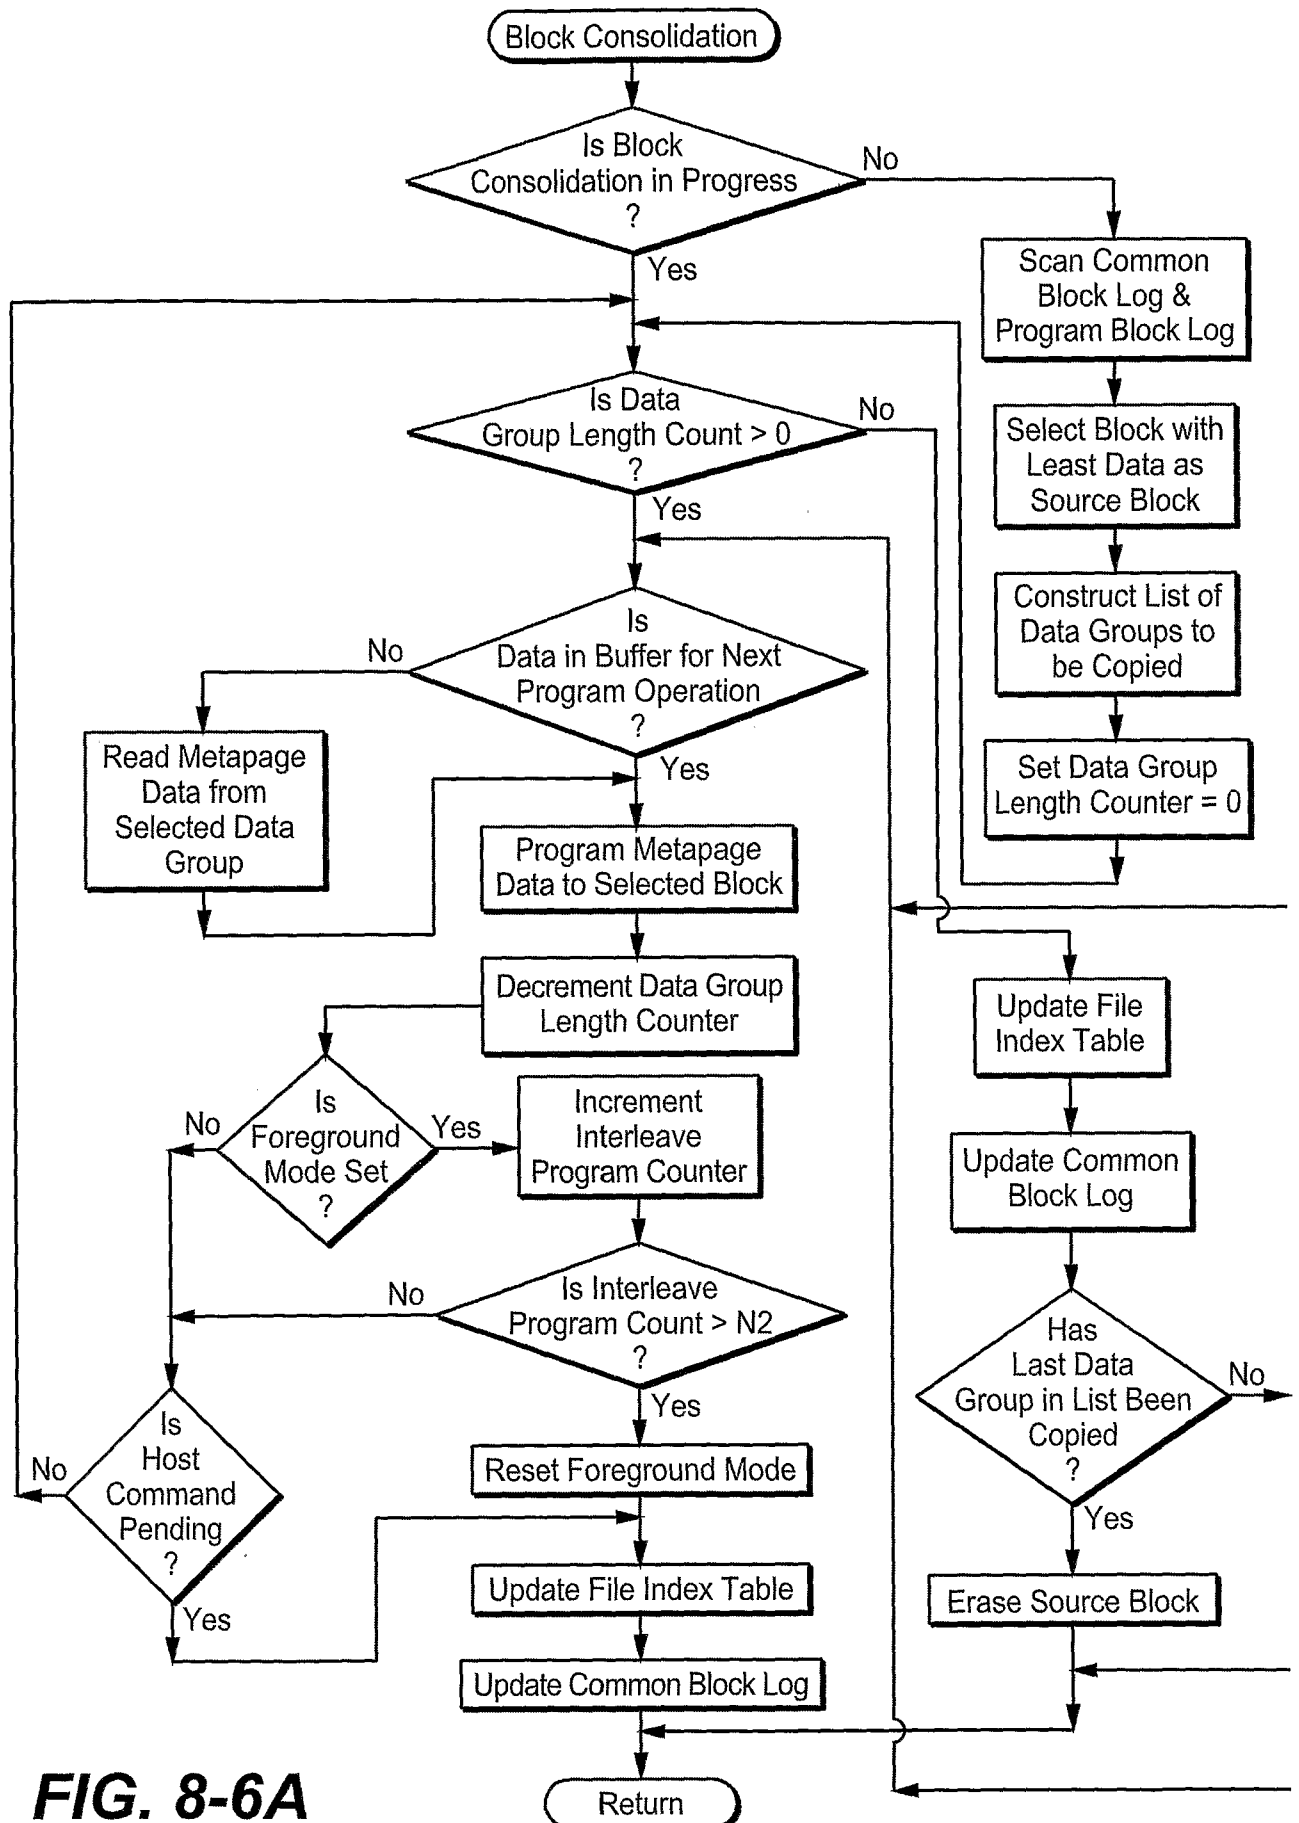 Block Consolidation
Is Block
Consolidation in Progress
?
No
Yes
Scan Common
Block Log &
Program Block Log
Select Block with
Least Data as
Source Block
Construct List of
Data Groups to
be Copied
Set Data Group
Length Counter = 0
Is Data
Group Length Count > 0
?
No
Yes
Is
Data in Buffer for Next
Program Operation
?
No
Yes
Read Metapage
Data from
Selected Data
Group
Program Metapage
Data to Selected Block
Decrement Data Group
Length Counter
Is
Foreground
Mode Set
?
No
Yes
Increment
Interleave
Program Counter
Is Interleave
Program Count > N2
?
No
Yes
Is
Host
Command
Pending
?
No
Yes
Reset Foreground Mode
Update File Index Table
Update Common Block Log
Return
Update File
Index Table
Update Common
Block Log
Has
Last Data
Group in List Been
Copied
?
No
Yes
Erase Source Block
FIG. 8-6A